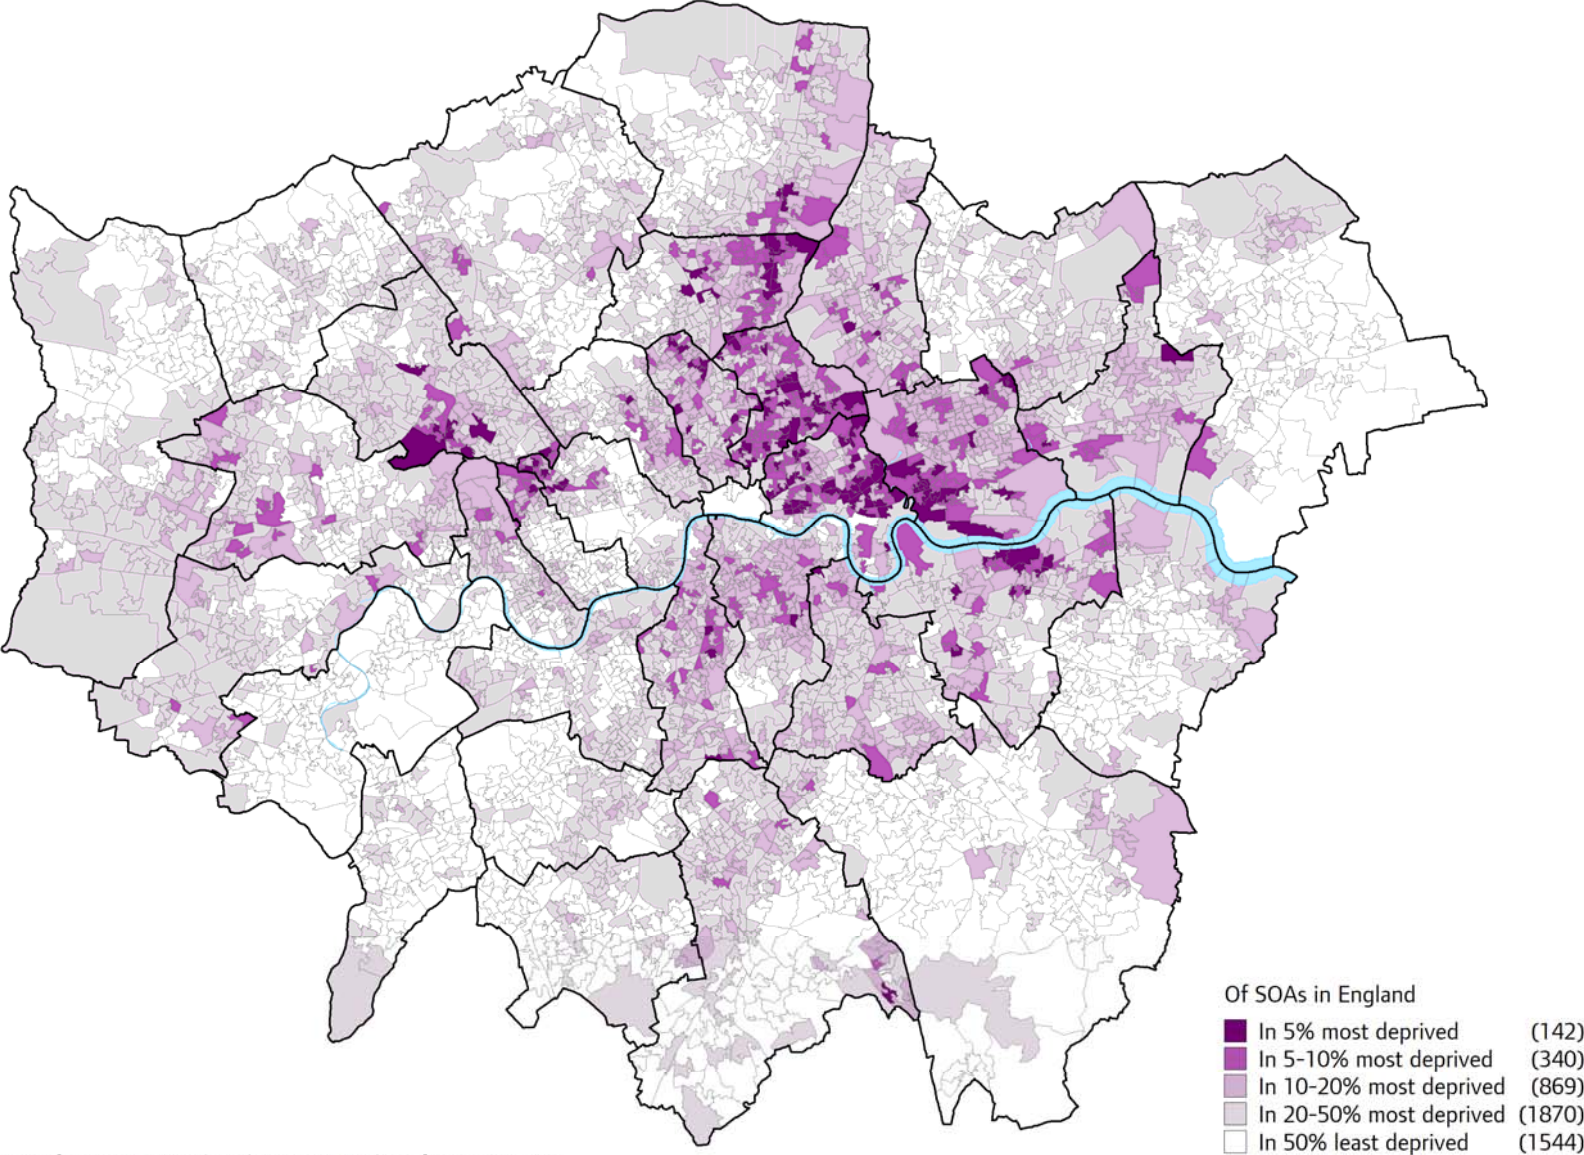 Of SOAs in England
In 5% most deprived (142)
In 5-10% most deprived (340)
In 10-20% most deprived (869)
In 20-50% most deprived (1870)
In 50% least deprived (1544)